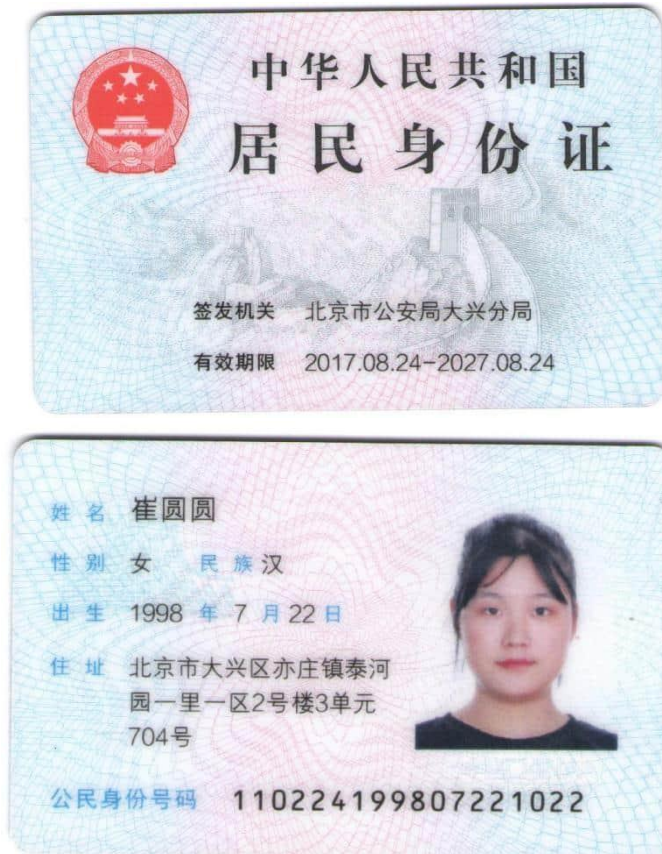 中华人民共和国
居民身份证
签发机关 北京市公安局大兴分局
有效期限 2017.08.24-2027.08.24
姓名 崔圆圆
性别 女 民族 汉
出生 1998 年 7 月 22 日
住址 北京市大兴区亦庄镇泰河
园一里一区2号楼3单元
704号
公民身份号码 110224199807221022